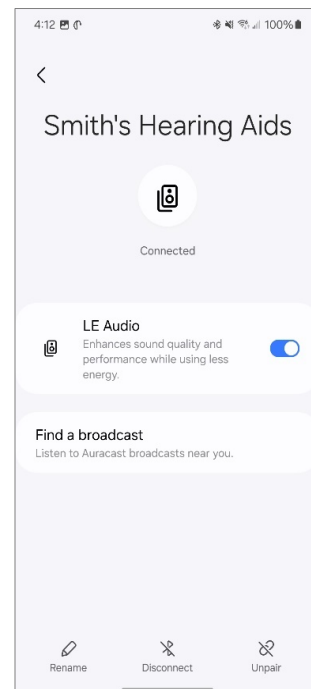 4:12 100%
Smith's Hearing Aids
Connected
LE Audio
Enhances sound quality and
performance while using less
energy.
Find a broadcast
Listen to Auracast broadcasts near you.
Rename Disconnect Unpair